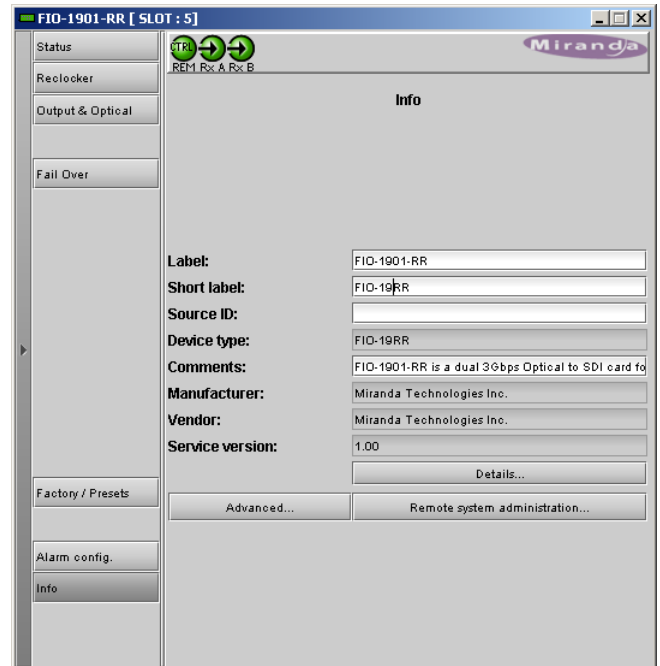 FIO-1901-RR [ SLOT : 5]
Status
Reclocker
Output & Optical
Fail Over
Factory / Presets
Alarm config.
Info
CTRL
REM Rx A Rx B
Miranda
Info
Label: FIO-1901-RR
Short label: FIO-19RR
Source ID:
Device type: FIO-19RR
Comments: FIO-1901-RR is a dual 3Gbps Optical to SDI card fo
Manufacturer: Miranda Technologies Inc.
Vendor: Miranda Technologies Inc.
Service version: 1.00
Details...
Advanced... Remote system administration...